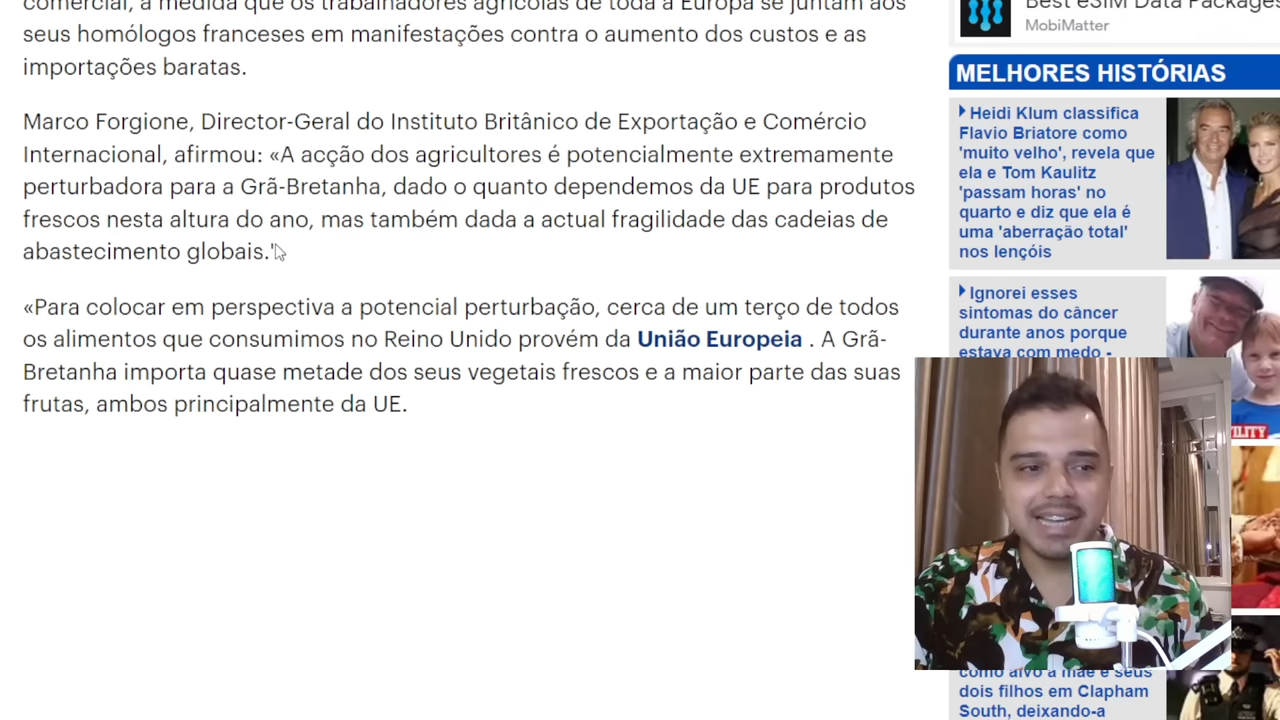 comercial, à medida que os trabalhadores agrícolas de toda a Europa se juntam aos
seus homólogos franceses em manifestações contra o aumento dos custos e as
importações baratas.
Marco Forgione, Director-Geral do Instituto Britânico de Exportação e Comércio
Internacional, afirmou: «A acção dos agricultores é potencialmente extremamente
perturbadora para a Grã-Bretanha, dado o quanto dependemos da UE para produtos
frescos nesta altura do ano, mas também dada a actual fragilidade das cadeias de
abastecimento globais.'
«Para colocar em perspectiva a potencial perturbação, cerca de um terço de todos
os alimentos que consumimos no Reino Unido provém da União Europeia . A Grã-
Bretanha importa quase metade dos seus vegetais frescos e a maior parte das suas
frutas, ambos principalmente da UE.
Best eSIM Data Packages
MobiMatter
MELHORES HISTÓRIAS
Heidi Klum classifica
Flavio Briatore como
'muito velho', revela que
ela e Tom Kaulitz
'passam horas' no
quarto e diz que ela é
uma 'aberração total'
nos lençóis
Ignorei esses
sintomas do câncer
durante anos porque
estava com medo -
como alvo a mãe e seus
dois filhos em Clapham
South, deixando-a